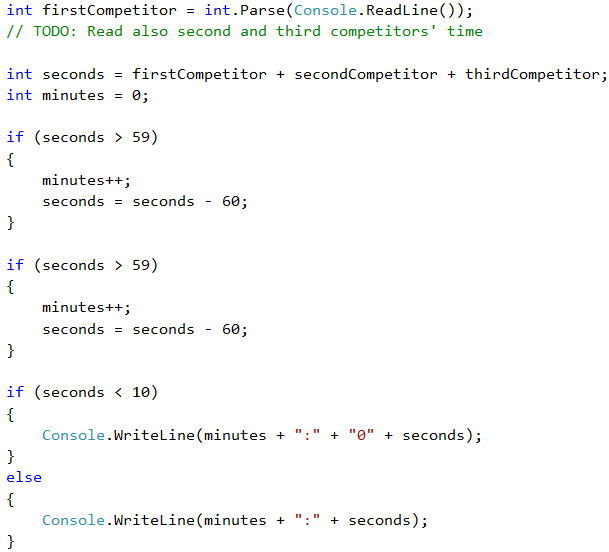 int firstCompetitor = int.Parse(Console.ReadLine());
// TODO: Read also second and third competitors' time
int seconds = firstCompetitor + secondCompetitor + thirdCompetitor;
int minutes = 0;
if (seconds > 59)
{
    minutes++;
    seconds = seconds - 60;
}
if (seconds > 59)
{
    minutes++;
    seconds = seconds - 60;
}
if (seconds < 10)
{
    Console.WriteLine(minutes + ":" + "0" + seconds);
}
else
{
    Console.WriteLine(minutes + ":" + seconds);
}